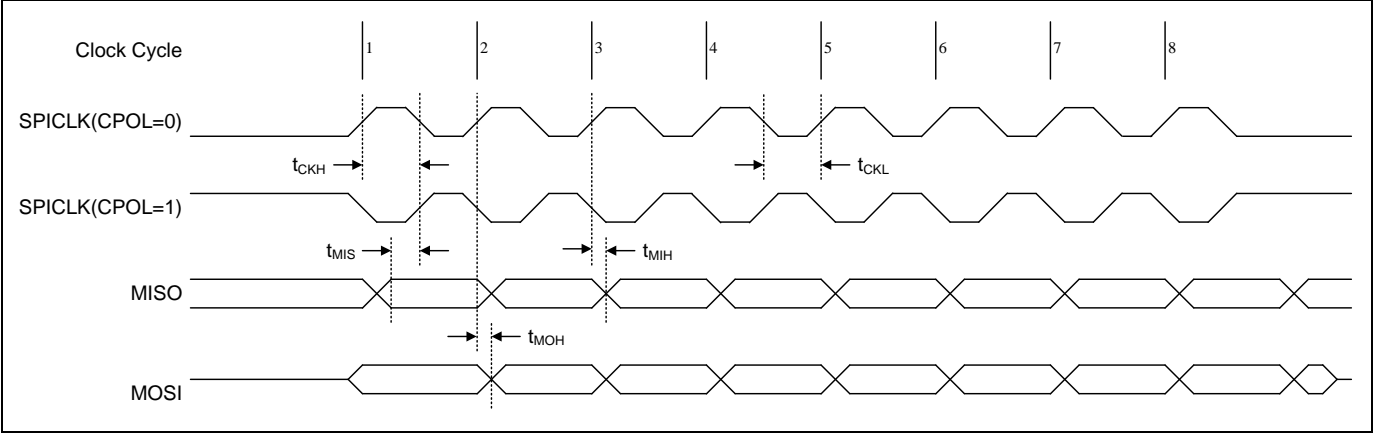 Clock Cycle 1 2 3 4 5 6 7 8
SPICLK(CPOL=0)
tCKH tCKL
SPICLK(CPOL=1)
tMIS tMIH
MISO
tMOH
MOSI